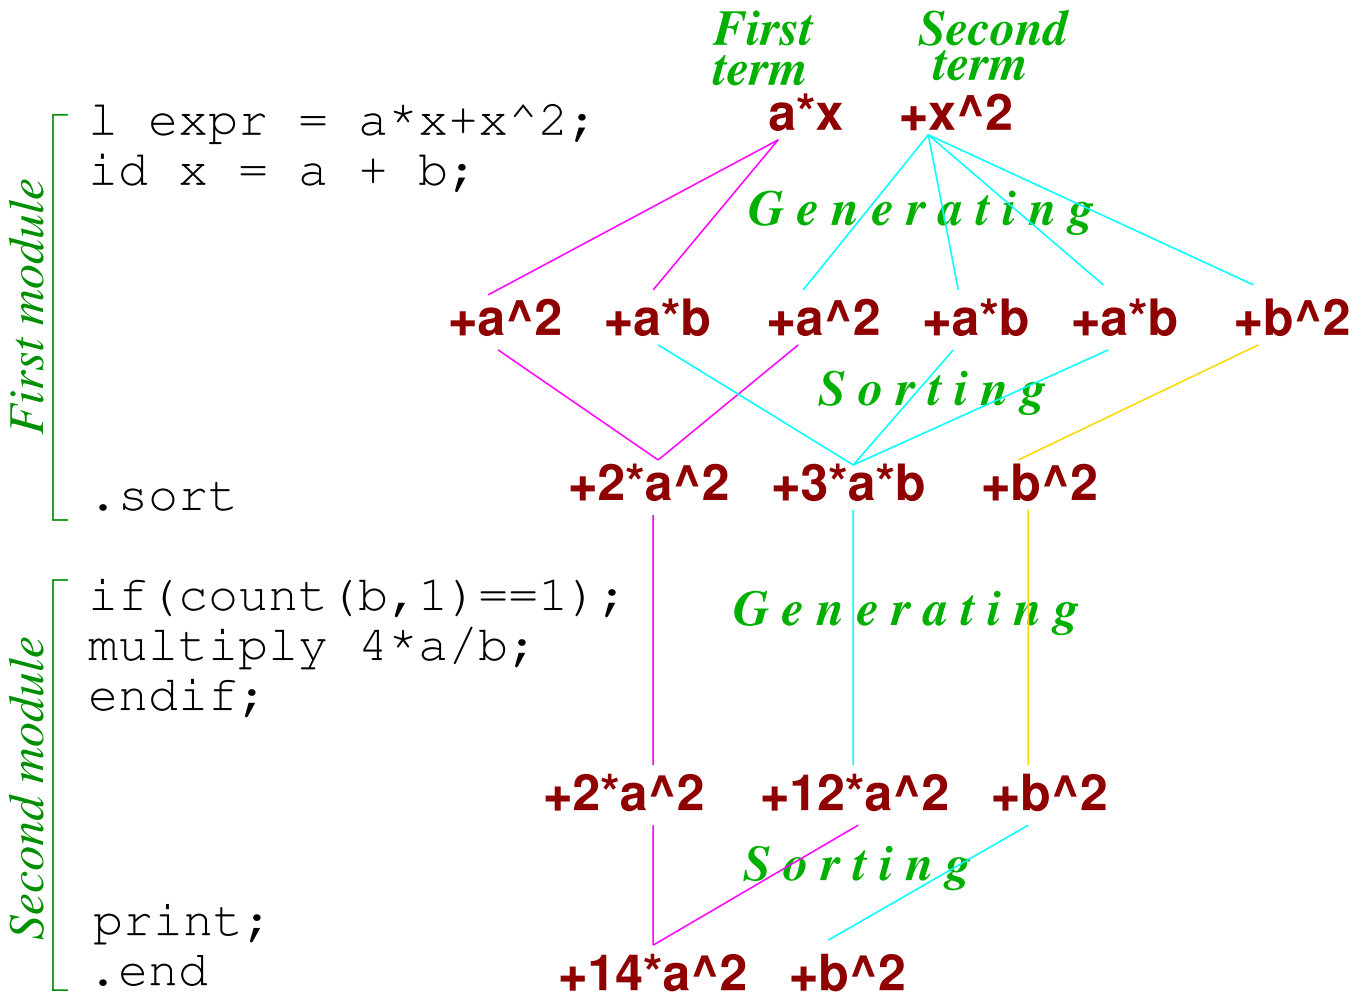 First Second
term term
l expr = a*x+x^2; a*x +x^2
id x = a + b;
Generating
First module
+a^2 +a*b +a^2 +a*b +a*b +b^2
Sorting
.sort +2*a^2 +3*a*b +b^2
if(count(b,1)==1); Generating
multiply 4*a/b;
endif;
Second module
+2*a^2 +12*a^2 +b^2
Sorting
print;
.end +14*a^2 +b^2